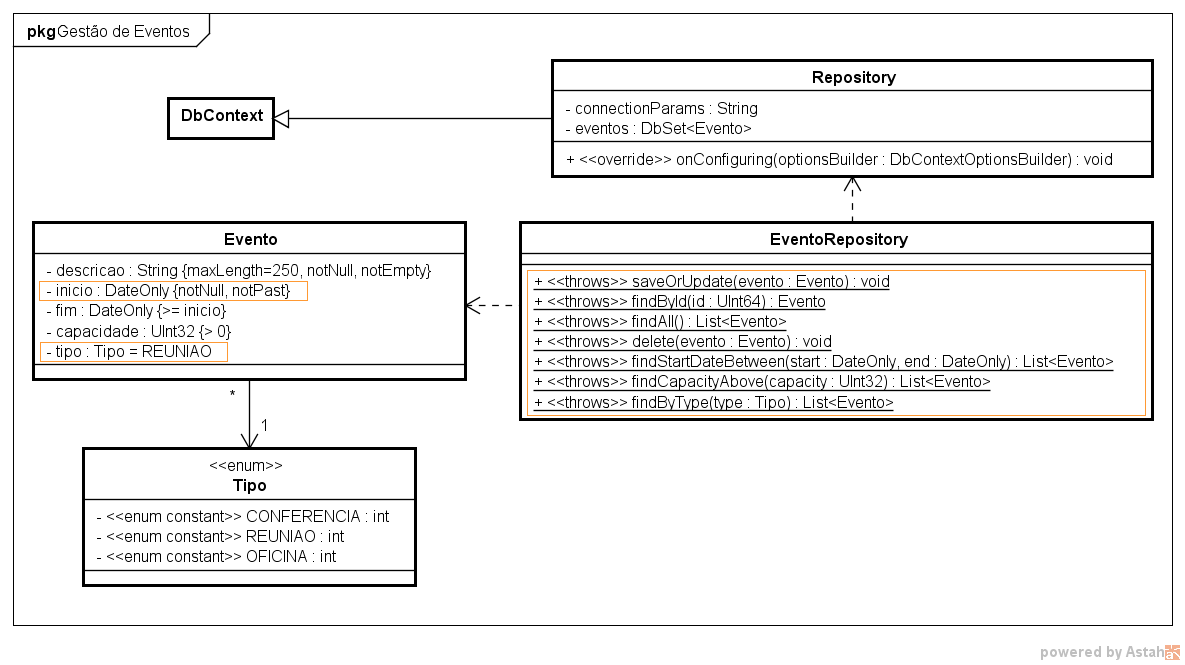 pkg Gestão de Eventos
DbContext
Repository
- connectionParams : String
- eventos : DbSet<Evento>
+ <<override>> onConfiguring(optionsBuilder : DbContextOptionsBuilder) : void
Evento
- descricao : String {maxLength=250, notNull, notEmpty}
- inicio : DateOnly {notNull, notPast}
- fim : DateOnly {>= inicio}
- capacidade : UInt32 {> 0}
- tipo : Tipo = REUNIAO
EventoRepository
+ <<throws>> saveOrUpdate(evento : Evento) : void
+ <<throws>> findById(id : UInt64) : Evento
+ <<throws>> findAll() : List<Evento>
+ <<throws>> delete(evento : Evento) : void
+ <<throws>> findStartDateBetween(start : DateOnly, end : DateOnly) : List<Evento>
+ <<throws>> findCapacityAbove(capacity : UInt32) : List<Evento>
+ <<throws>> findByType(type : Tipo) : List<Evento>
*
1
<<enum>>
Tipo
- <<enum constant>> CONFERENCIA : int
- <<enum constant>> REUNIAO : int
- <<enum constant>> OFICINA : int
powered by Astah